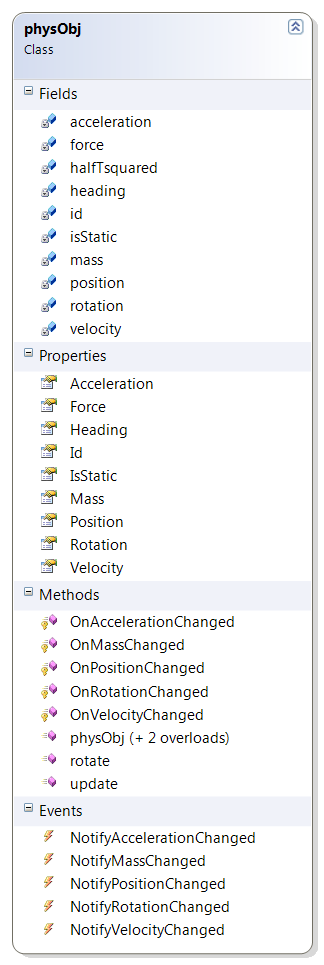 physObj
Class
Fields
acceleration
force
halfTsquared
heading
id
isStatic
mass
position
rotation
velocity
Properties
Acceleration
Force
Heading
Id
IsStatic
Mass
Position
Rotation
Velocity
Methods
OnAccelerationChanged
OnMassChanged
OnPositionChanged
OnRotationChanged
OnVelocityChanged
physObj (+ 2 overloads)
rotate
update
Events
NotifyAccelerationChanged
NotifyMassChanged
NotifyPositionChanged
NotifyRotationChanged
NotifyVelocityChanged